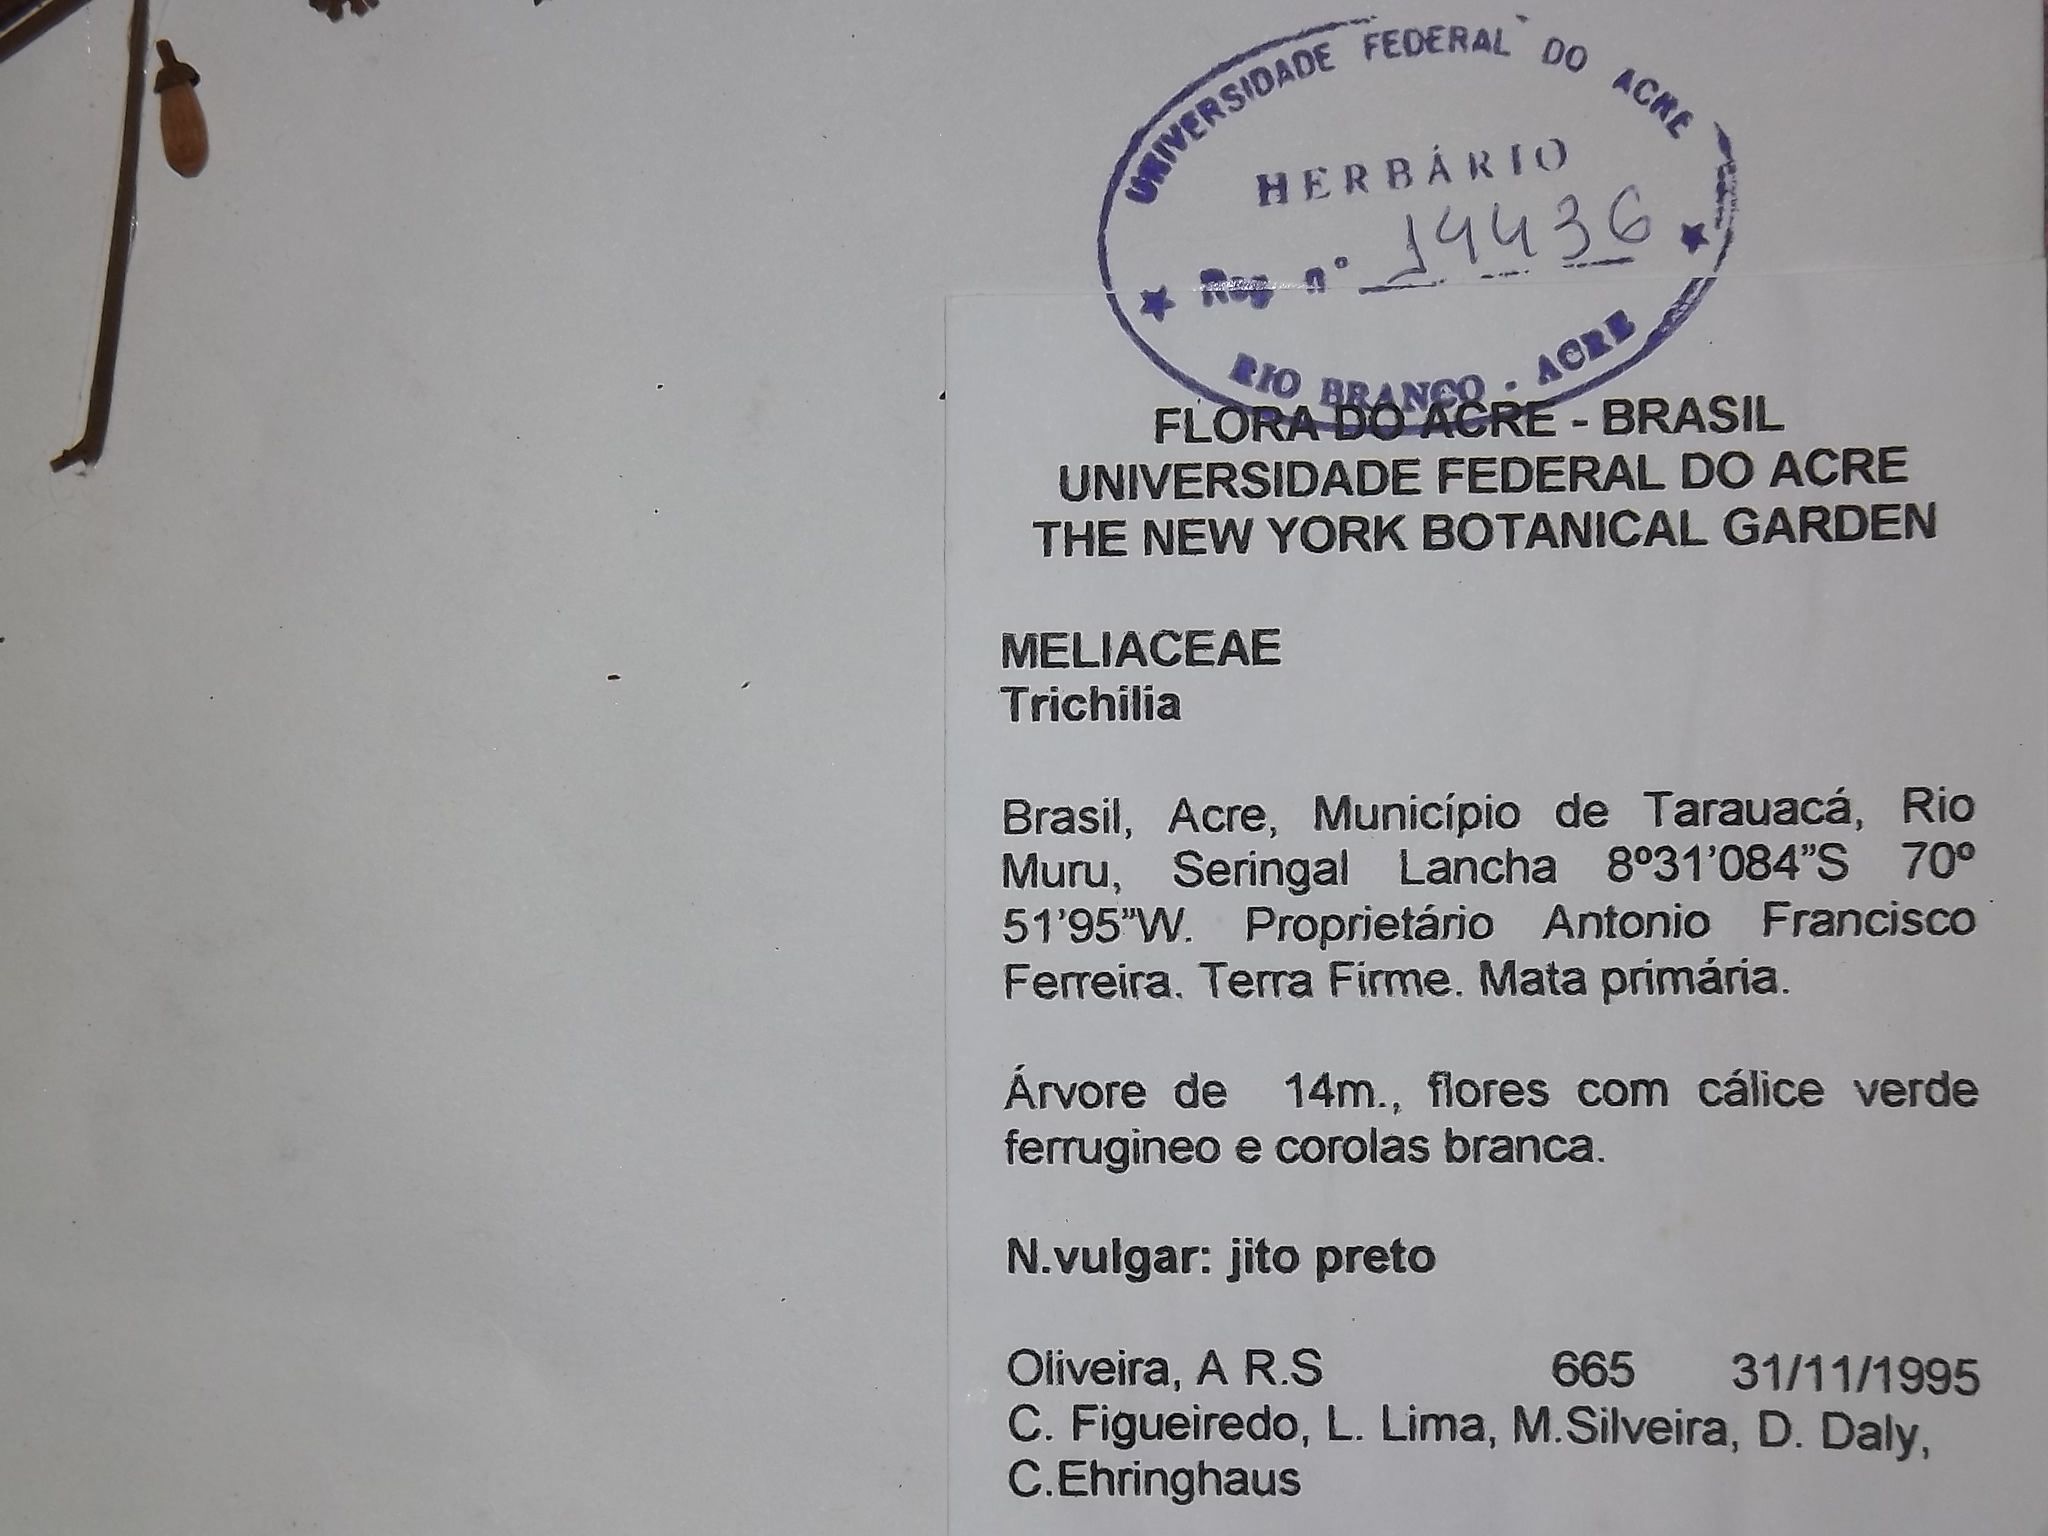 UNIVERSIDADE FEDERAL DO ACRE
HERBÁRIO
Reg nº 14436
RIO BRANCO - ACRE
FLORA DO ACRE - BRASIL
UNIVERSIDADE FEDERAL DO ACRE
THE NEW YORK BOTANICAL GARDEN
MELIACEAE
Trichilia
Brasil, Acre, Município de Tarauacá, Rio
Muru, Seringal Lancha 8º31’084”S 70º
51’95”W. Proprietário Antonio Francisco
Ferreira. Terra Firme. Mata primária.
Árvore de 14m., flores com cálice verde
ferrugineo e corolas branca.
N.vulgar: jito preto
Oliveira, A R.S 665 31/11/1995
C. Figueiredo, L. Lima, M.Silveira, D. Daly,
C.Ehringhaus